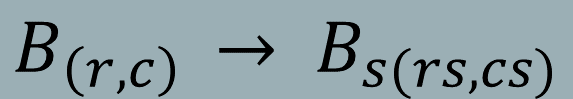 B(r,c) → Bs(rs,cs)